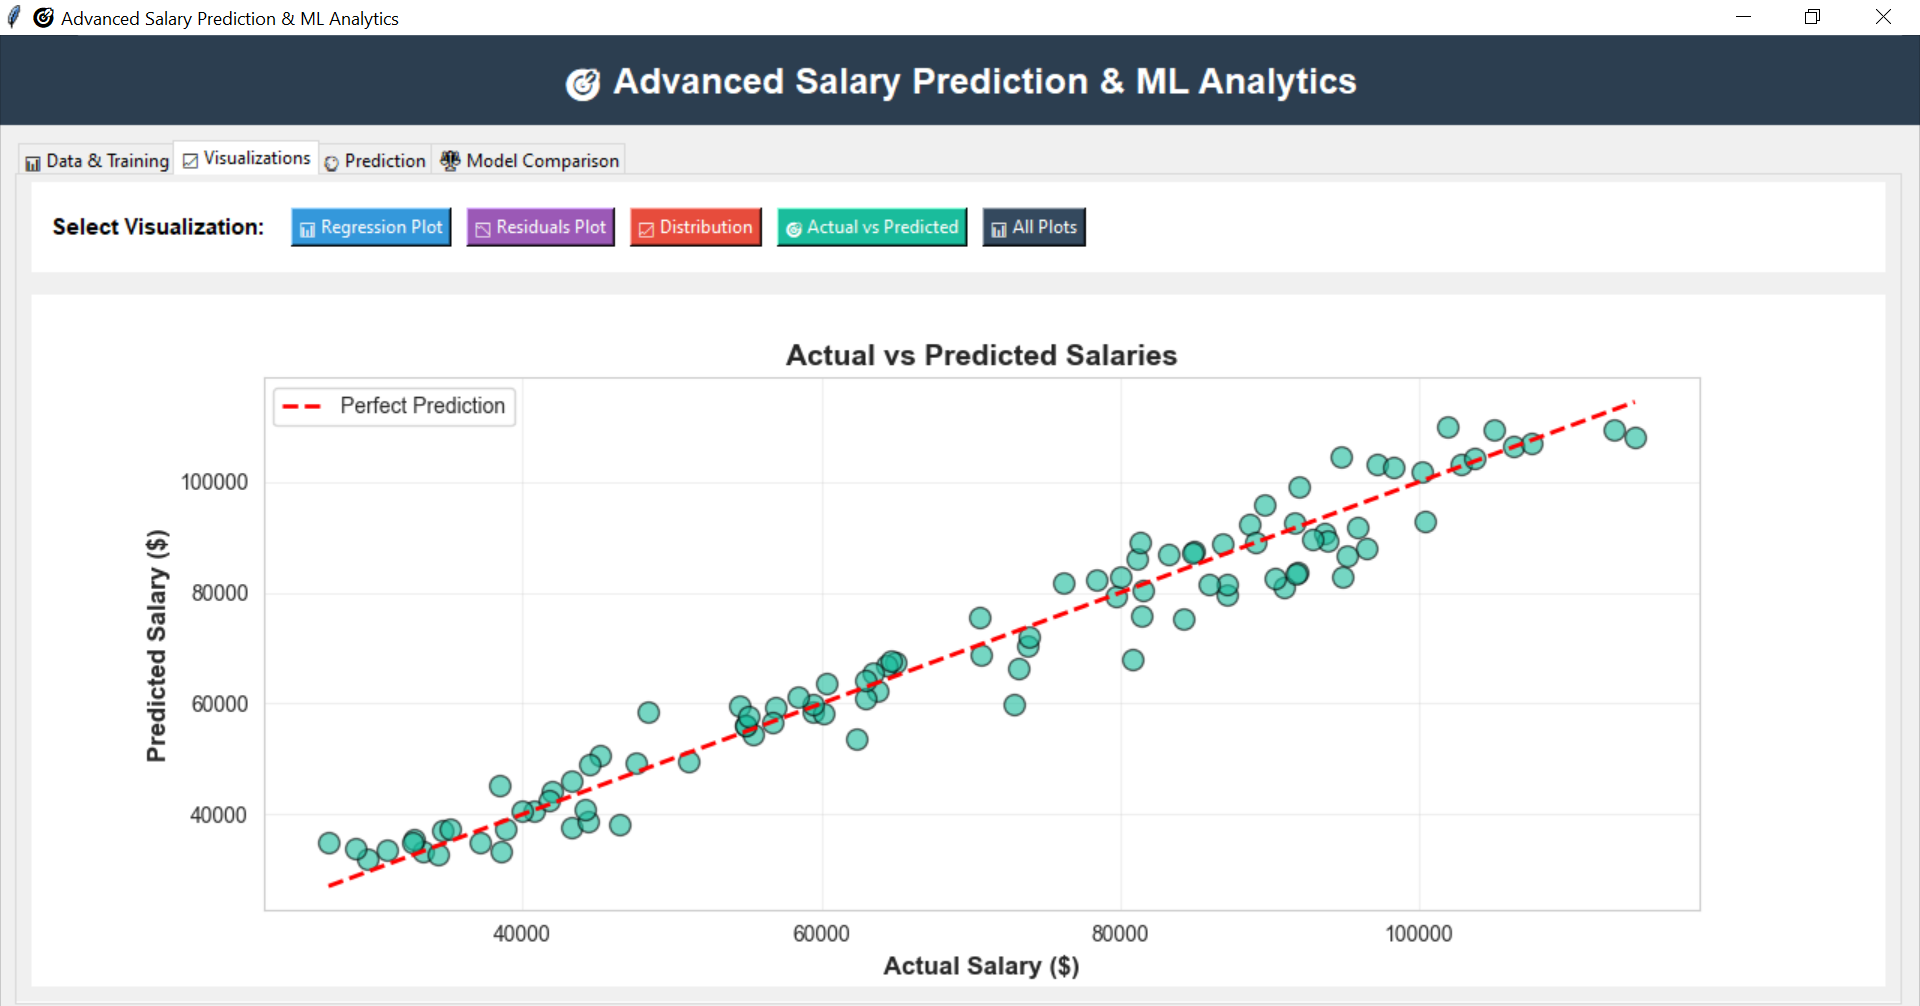 Advanced Salary Prediction & ML Analytics
Advanced Salary Prediction & ML Analytics
Data & Training Visualizations Prediction Model Comparison
Select Visualization: Regression Plot Residuals Plot Distribution Actual vs Predicted All Plots
Actual vs Predicted Salaries
Perfect Prediction
100000
80000
60000
40000
Predicted Salary ($)
40000 60000 80000 100000
Actual Salary ($)